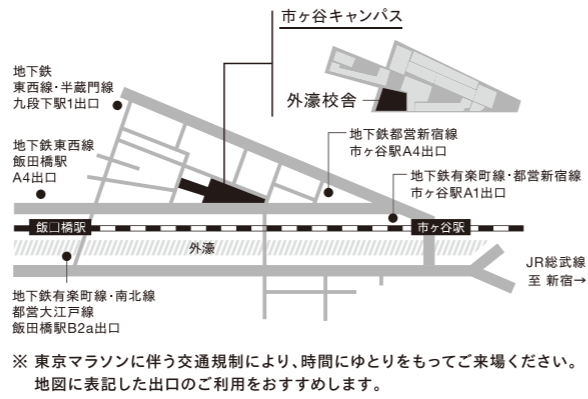 市ヶ谷キャンパス
外濠校舎
地下鉄
東西線・半蔵門線
九段下駅1出口
地下鉄東西線
飯田橋駅
A4出口
地下鉄都営新宿線
市ヶ谷駅A4出口
地下鉄有楽町線・都営新宿線
市ヶ谷駅A1出口
飯□橋駅
市ヶ谷駅
外濠
JR総武線
至 新宿→
地下鉄有楽町線・南北線
都営大江戸線
飯田橋駅B2a出口
※ 東京マラソンに伴う交通規制により、時間にゆとりをもってご来場ください。
地図に表記した出口のご利用をおすすめします。